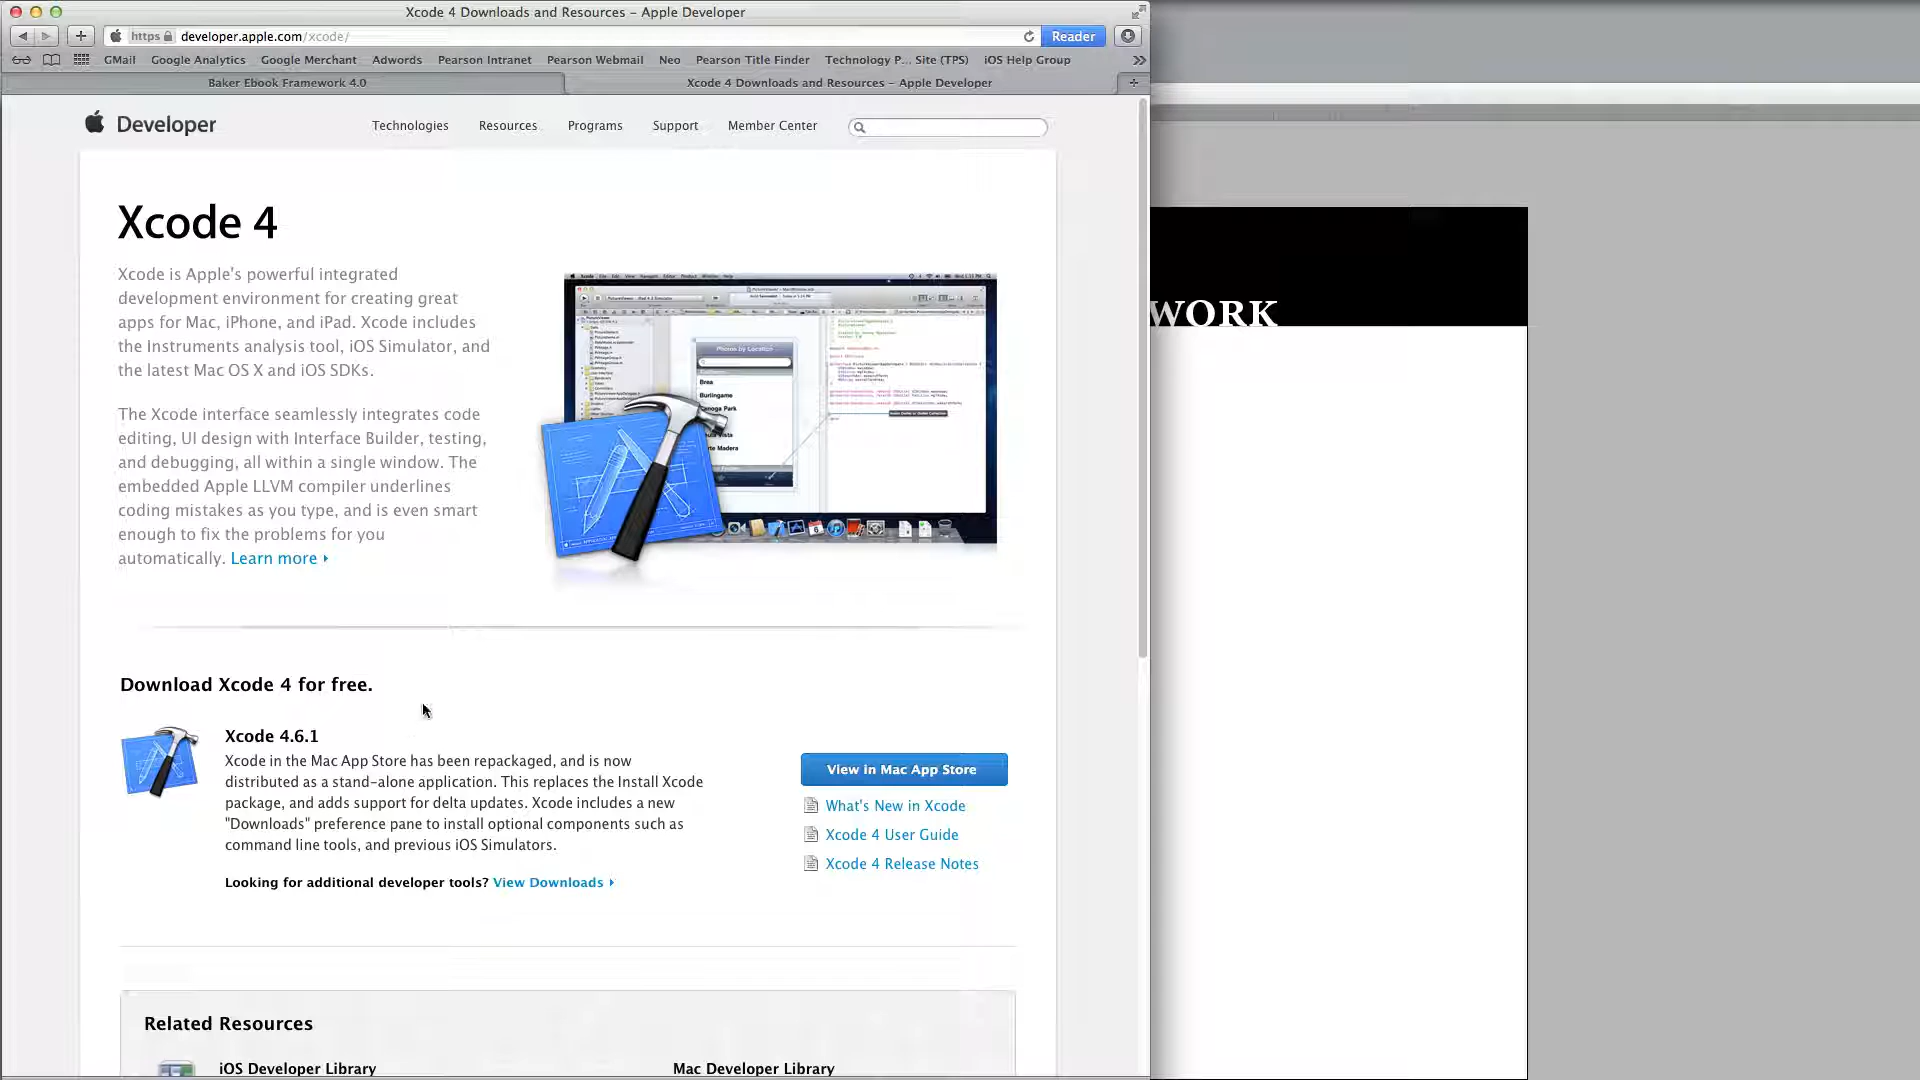 Xcode 4 Downloads and Resources – Apple Developer
https developer.apple.com/xcode/ Reader
GMail Google Analytics Google Merchant Adwords Pearson Intranet Pearson Webmail Neo Pearson Title Finder Technology P... Site (TPS) iOS Help Group
Baker Ebook Framework 4.0 Xcode 4 Downloads and Resources – Apple Developer
Developer Technologies Resources Programs Support Member Center
Xcode 4
Xcode is Apple's powerful integrated
development environment for creating great
apps for Mac, iPhone, and iPad. Xcode includes
the Instruments analysis tool, iOS Simulator, and
the latest Mac OS X and iOS SDKs.
The Xcode interface seamlessly integrates code
editing, UI design with Interface Builder, testing,
and debugging, all within a single window. The
embedded Apple LLVM compiler underlines
coding mistakes as you type, and is even smart
enough to fix the problems for you
automatically. Learn more
Photos by Location
Brea
Burlingame
WORK
Download Xcode 4 for free.
Xcode 4.6.1
Xcode in the Mac App Store has been repackaged, and is now
distributed as a stand-alone application. This replaces the Install Xcode
package, and adds support for delta updates. Xcode includes a new
"Downloads" preference pane to install optional components such as
command line tools, and previous iOS Simulators.
Looking for additional developer tools? View Downloads
View in Mac App Store
What's New in Xcode
Xcode 4 User Guide
Xcode 4 Release Notes
Related Resources
iOS Developer Library Mac Developer Library